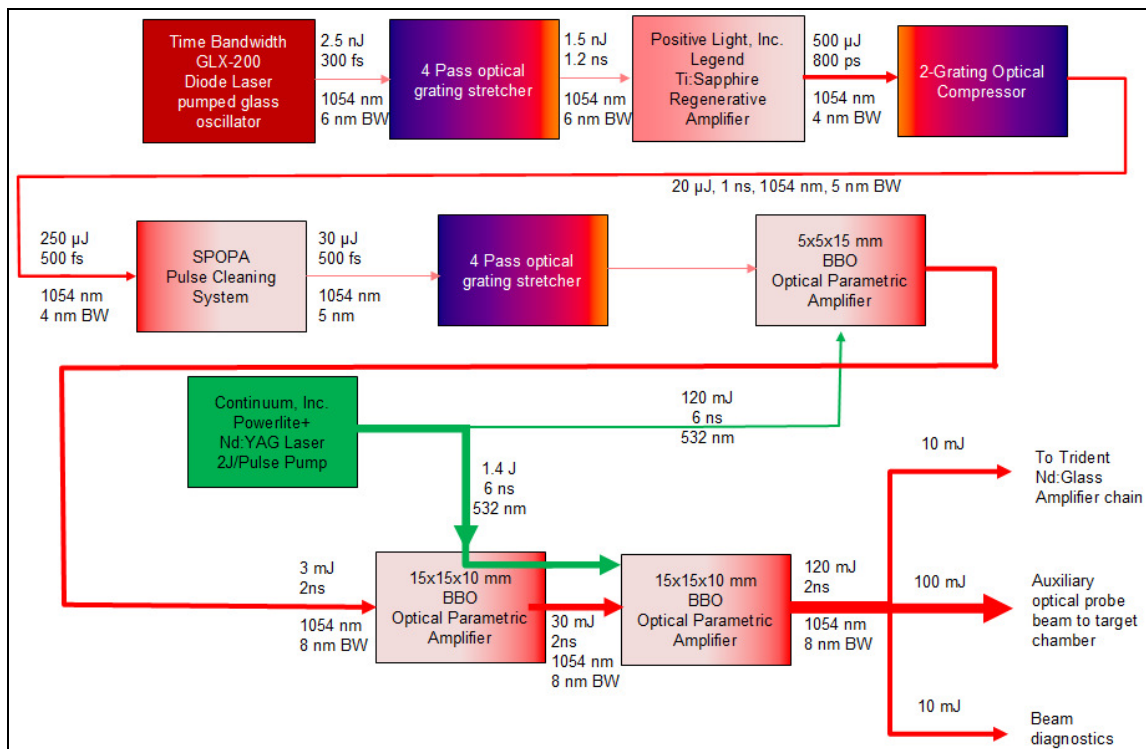 Time Bandwidth
GLX-200
Diode Laser
pumped glass
oscillator
2.5 nJ
300 fs
1054 nm
6 nm BW
4 Pass optical
grating stretcher
1.5 nJ
1.2 ns
1054 nm
6 nm BW
Positive Light, Inc.
Legend
Ti:Sapphire
Regenerative
Amplifier
500 µJ
800 ps
1054 nm
4 nm BW
2-Grating Optical
Compressor
20 µJ, 1 ns, 1054 nm, 5 nm BW
250 µJ
500 fs
1054 nm
4 nm BW
SPOPA
Pulse Cleaning
System
30 µJ
500 fs
1054 nm
5 nm
4 Pass optical
grating stretcher
5x5x15 mm
BBO
Optical Parametric
Amplifier
Continuum, Inc.
Powerlite+
Nd:YAG Laser
2J/Pulse Pump
120 mJ
6 ns
532 nm
1.4 J
6 ns
532 nm
3 mJ
2ns
1054 nm
8 nm BW
15x15x10 mm
BBO
Optical Parametric
Amplifier
30 mJ
2ns
1054 nm
8 nm BW
15x15x10 mm
BBO
Optical Parametric
Amplifier
120 mJ
2ns
1054 nm
8 nm BW
10 mJ
To Trident
Nd:Glass
Amplifier chain
100 mJ
Auxiliary
optical probe
beam to target
chamber
10 mJ
Beam
diagnostics